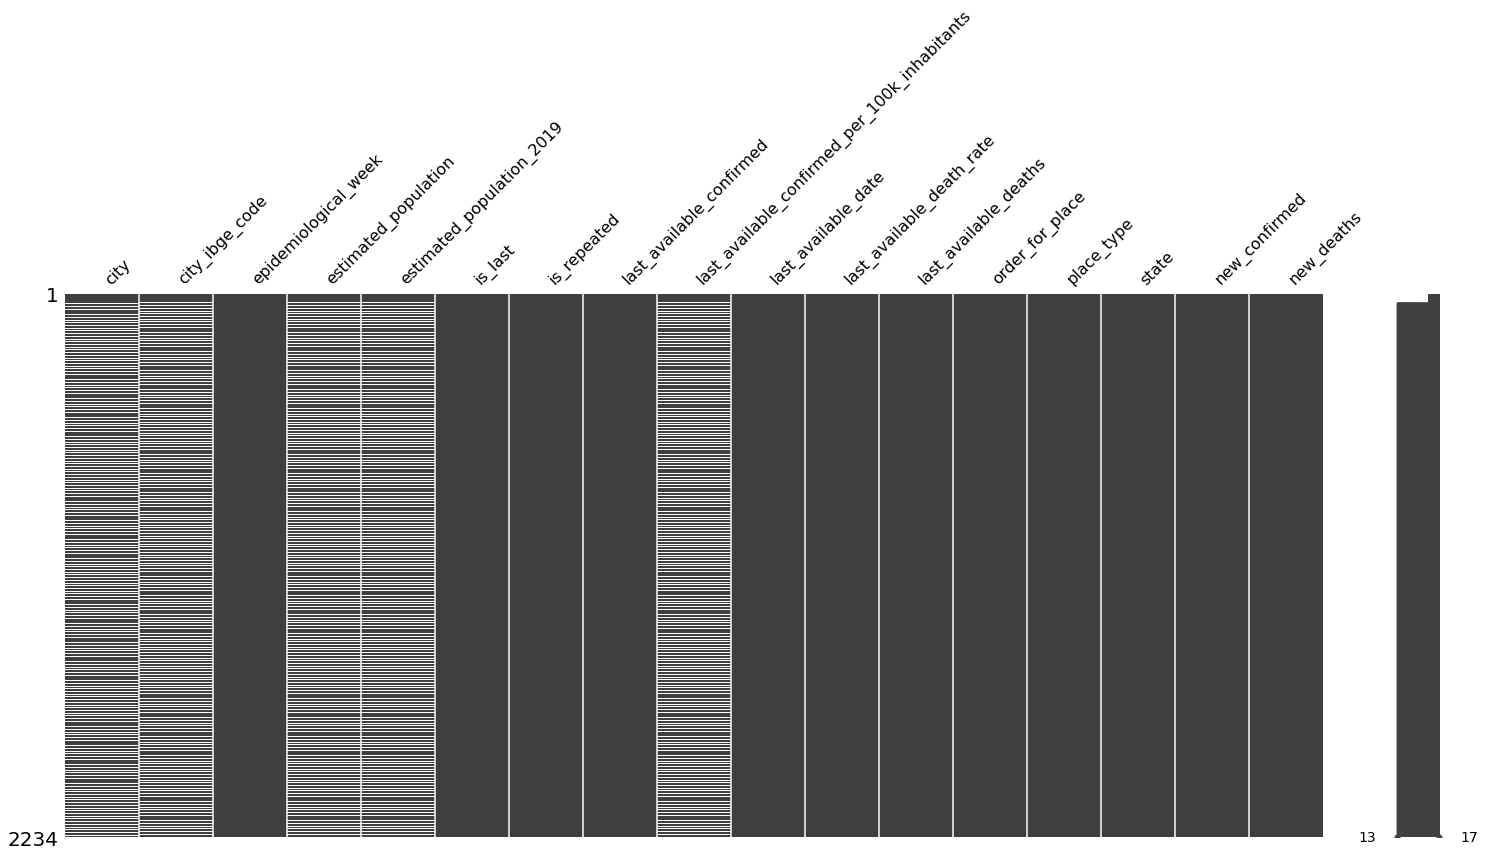 city
city_ibge_code
epidemiological_week
estimated_population
estimated_population_2019
is_last
is_repeated
last_available_confirmed
last_available_confirmed_per_100k_inhabitants
last_available_date
last_available_death_rate
last_available_deaths
order_for_place
place_type
state
new_confirmed
new_deaths
1
2234
13
17